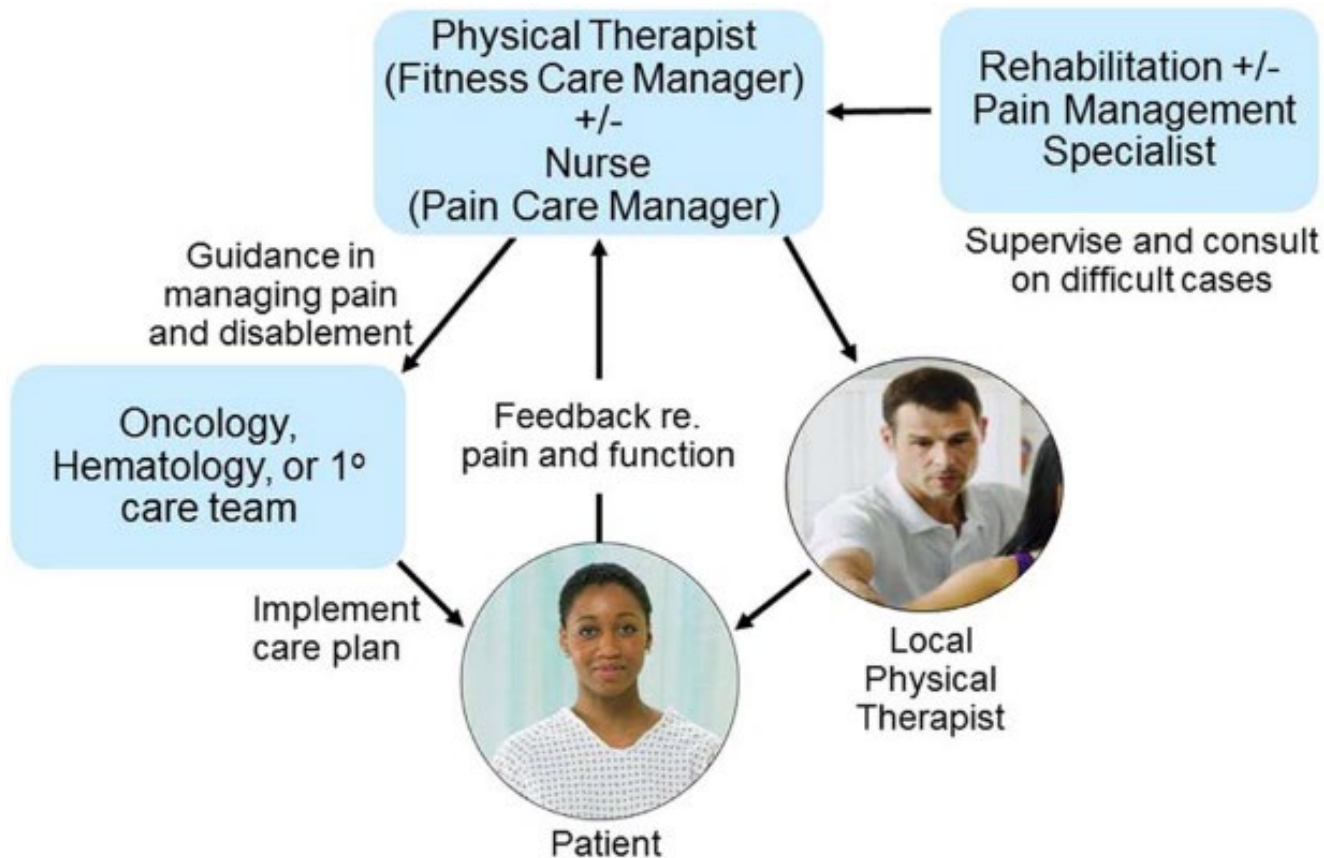 Physical Therapist
(Fitness Care Manager)
+/-
Nurse
(Pain Care Manager)
Rehabilitation +/-
Pain Management
Specialist
Supervise and consult
on difficult cases
Guidance in
managing pain
and disablement
Oncology,
Hematology, or 1º
care team
Feedback re.
pain and function
Implement
care plan
Local
Physical
Therapist
Patient